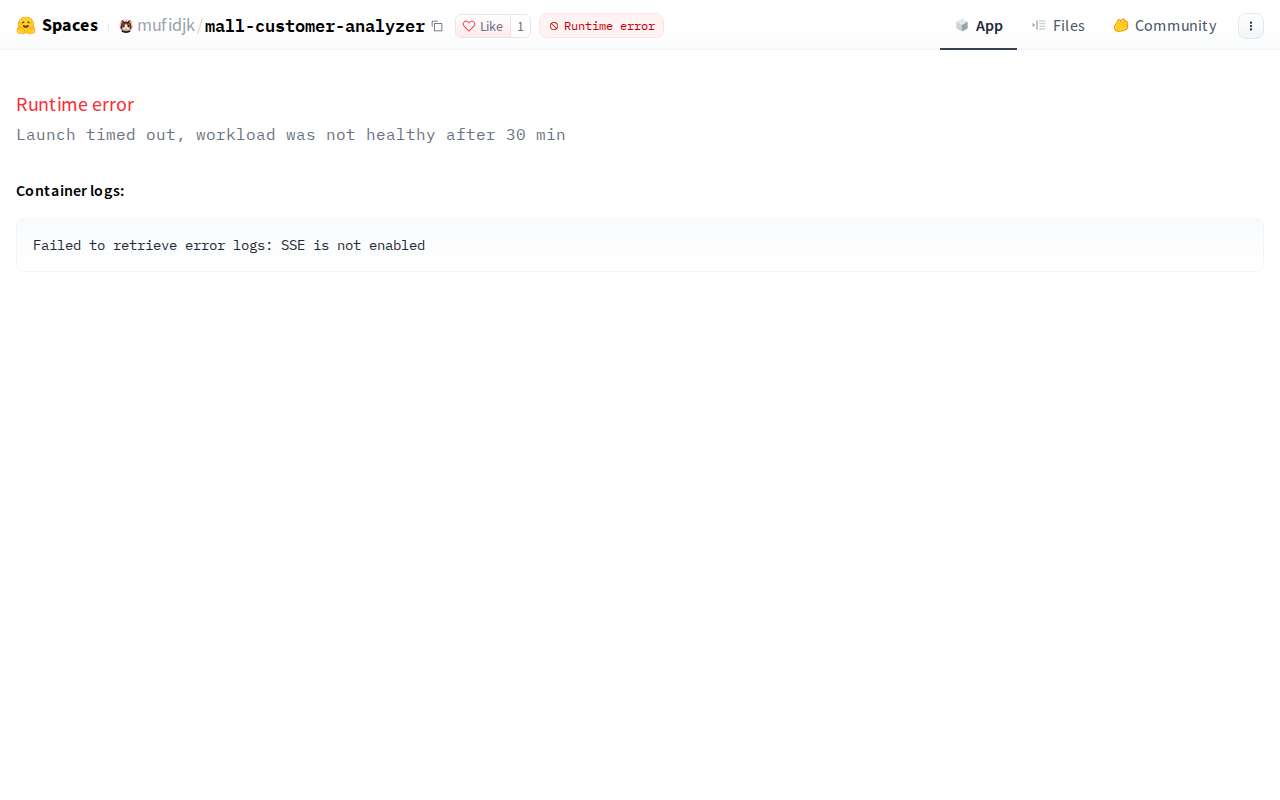 Spaces mufidjk/mall-customer-analyzer Like 1 Runtime error App Files Community
Runtime error
Launch timed out, workload was not healthy after 30 min
Container logs:
Failed to retrieve error logs: SSE is not enabled